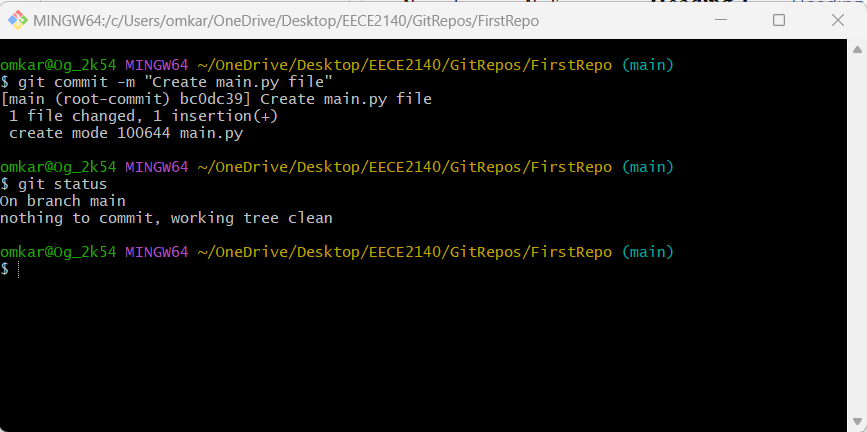 MINGW64:/c/Users/omkar/OneDrive/Desktop/EECE2140/GitRepos/FirstRepo
omkar@Og_2k54 MINGW64 ~/OneDrive/Desktop/EECE2140/GitRepos/FirstRepo (main)
$ git commit -m "Create main.py file"
[main (root-commit) bc0dc39] Create main.py file
 1 file changed, 1 insertion(+)
 create mode 100644 main.py
omkar@Og_2k54 MINGW64 ~/OneDrive/Desktop/EECE2140/GitRepos/FirstRepo (main)
$ git status
On branch main
nothing to commit, working tree clean
omkar@Og_2k54 MINGW64 ~/OneDrive/Desktop/EECE2140/GitRepos/FirstRepo (main)
$